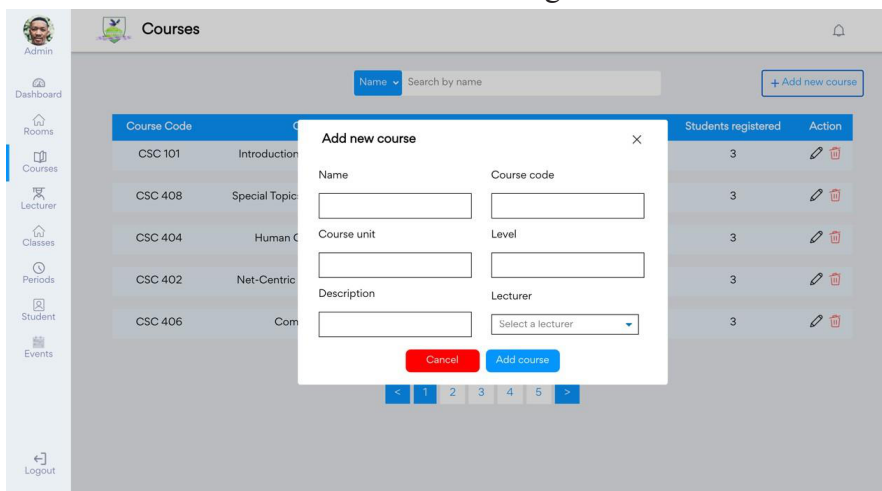 Courses
Admin
Name Search by name
+ Add new course
Dashboard
Rooms
Courses
Lecturer
Classes
Periods
Student
Events
Logout
Course Code C Students registered Action
CSC 101 Introduction 3
CSC 408 Special Topic 3
CSC 404 Human C 3
CSC 402 Net-Centric 3
CSC 406 Com 3
Add new course
Name Course code
Course unit Level
Description Lecturer
Select a lecturer
Cancel Add course
< 1 2 3 4 5 >